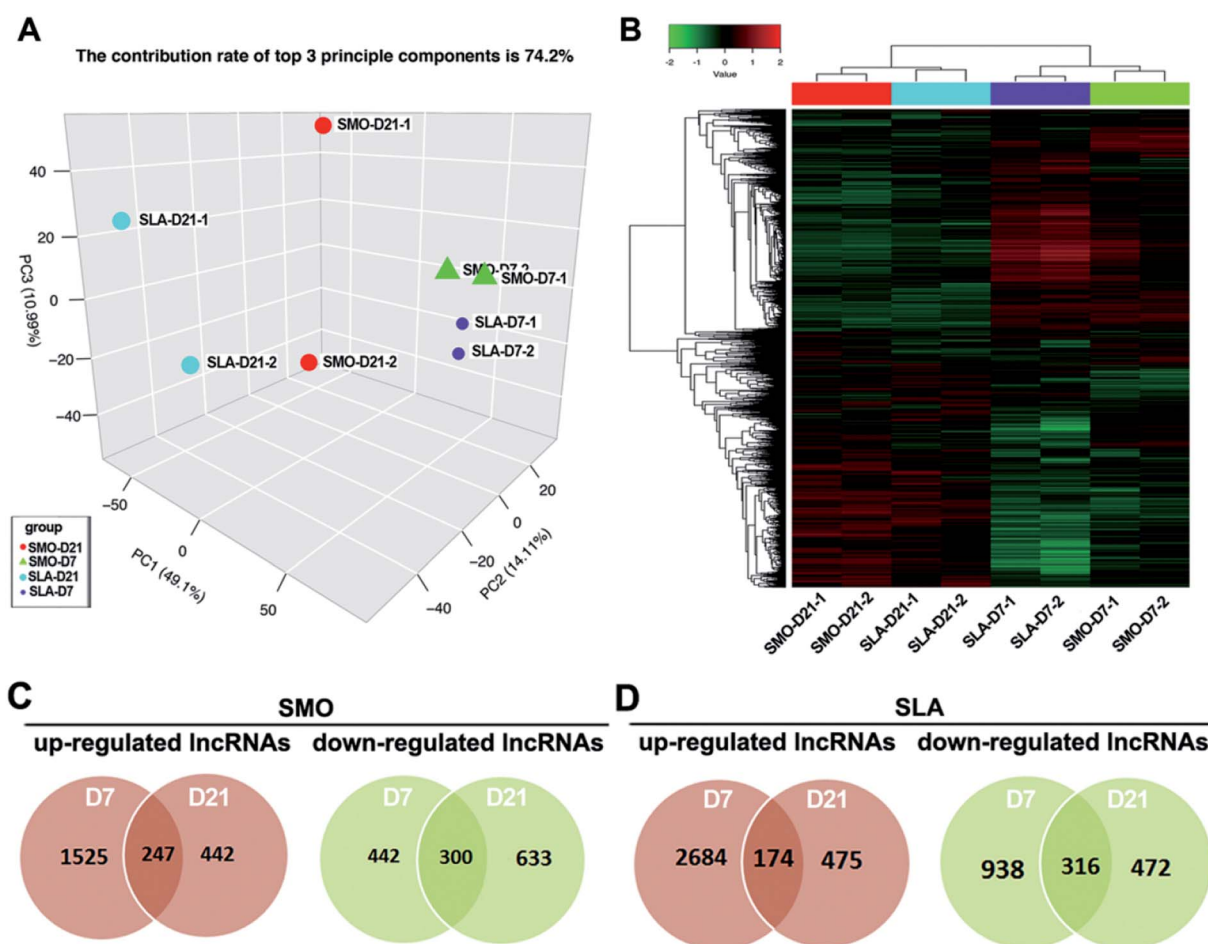 A
The contribution rate of top 3 principle components is 74.2%
SMO-D21-1
SLA-D21-1
SMO-D7-2
SMO-D7-1
SLA-D7-1
SLA-D7-2
SLA-D21-2
SMO-D21-2
40
20
0
−20
−40
PC3 (10.99%)
−50
0
50
PC1 (49.1%)
20
0
−20
−40
PC2 (14.11%)
group
SMO-D21
SMO-D7
SLA-D21
SLA-D7
B
-2 -1 0 1 2
Value
SMO-D21-1
SMO-D21-2
SLA-D21-1
SLA-D21-2
SLA-D7-1
SLA-D7-2
SMO-D7-1
SMO-D7-2
C
SMO
up-regulated lncRNAs down-regulated lncRNAs
D7 D21 D7 D21
1525 247 442 442 300 633
D
SLA
up-regulated lncRNAs down-regulated lncRNAs
D7 D21 D7 D21
2684 174 475 938 316 472